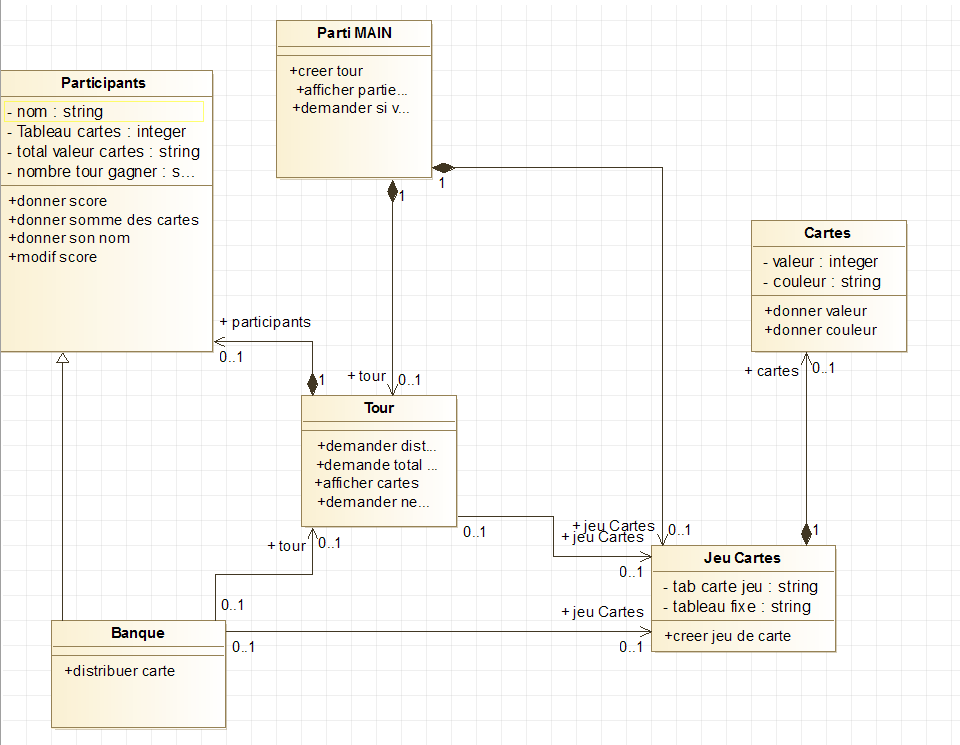 Parti MAIN
+creer tour
+afficher partie...
+demander si v...
1
1
Participants
- nom : string
- Tableau cartes : integer
- total valeur cartes : string
- nombre tour gagner : s...
+donner score
+donner somme des cartes
+donner son nom
+modif score
Cartes
- valeur : integer
- couleur : string
+donner valeur
+donner couleur
+ participants
0..1
1
+ tour
0..1
+ cartes
0..1
Tour
+demander dist...
+demande total ...
+afficher cartes
+demander ne...
0..1
+ jeu Cartes
0..1
+ jeu Cartes
0..1
1
+ tour
0..1
0..1
Jeu Cartes
- tab carte jeu : string
- tableau fixe : string
+creer jeu de carte
+ jeu Cartes
0..1
0..1
Banque
+distribuer carte